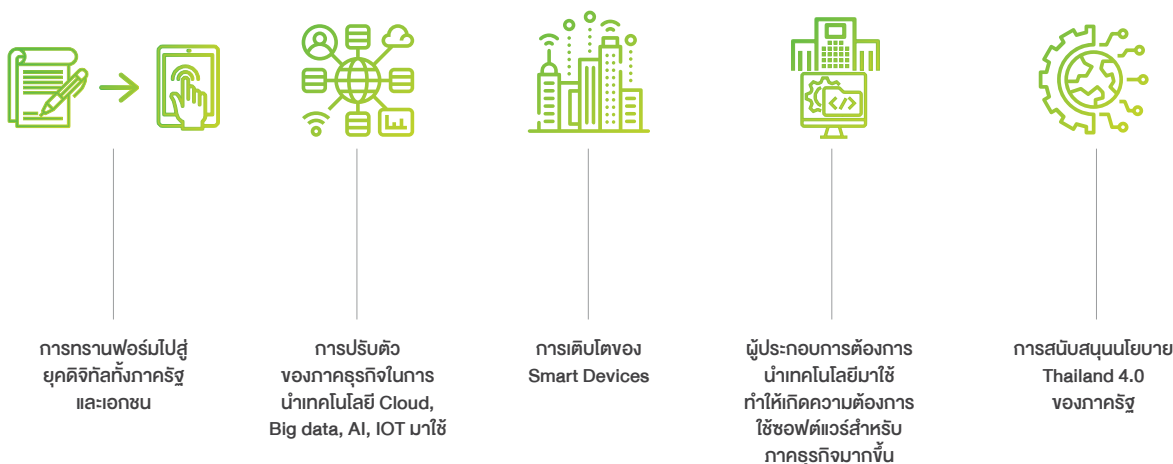 การทรานฟอร์มไปสู่
ยุคดิจิทัลทั้งภาครัฐ
และเอกชน
การปรับตัว
ของภาคธุรกิจในการ
นำเทคโนโลยี Cloud,
Big data, AI, IOT มาใช้
การเติบโตของ
Smart Devices
ผู้ประกอบการต้องการ
นำเทคโนโลยีมาใช้
ทำให้เกิดความต้องการ
ใช้ซอฟต์แวร์สำหรับ
ภาคธุรกิจมากขึ้น
การสนับสนุนนโยบาย
Thailand 4.0
ของภาครัฐ